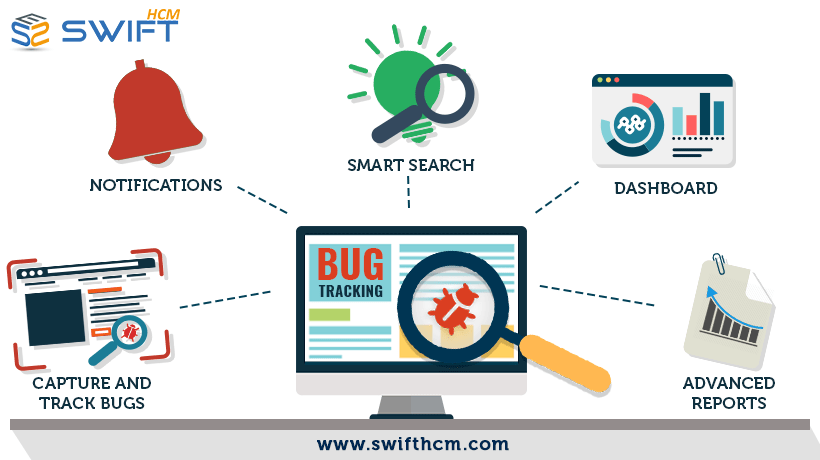 HCM
SWIFT
NOTIFICATIONS
SMART SEARCH
DASHBOARD
BUG
TRACKING
CAPTURE AND
TRACK BUGS
ADVANCED
REPORTS
www.swifthcm.com